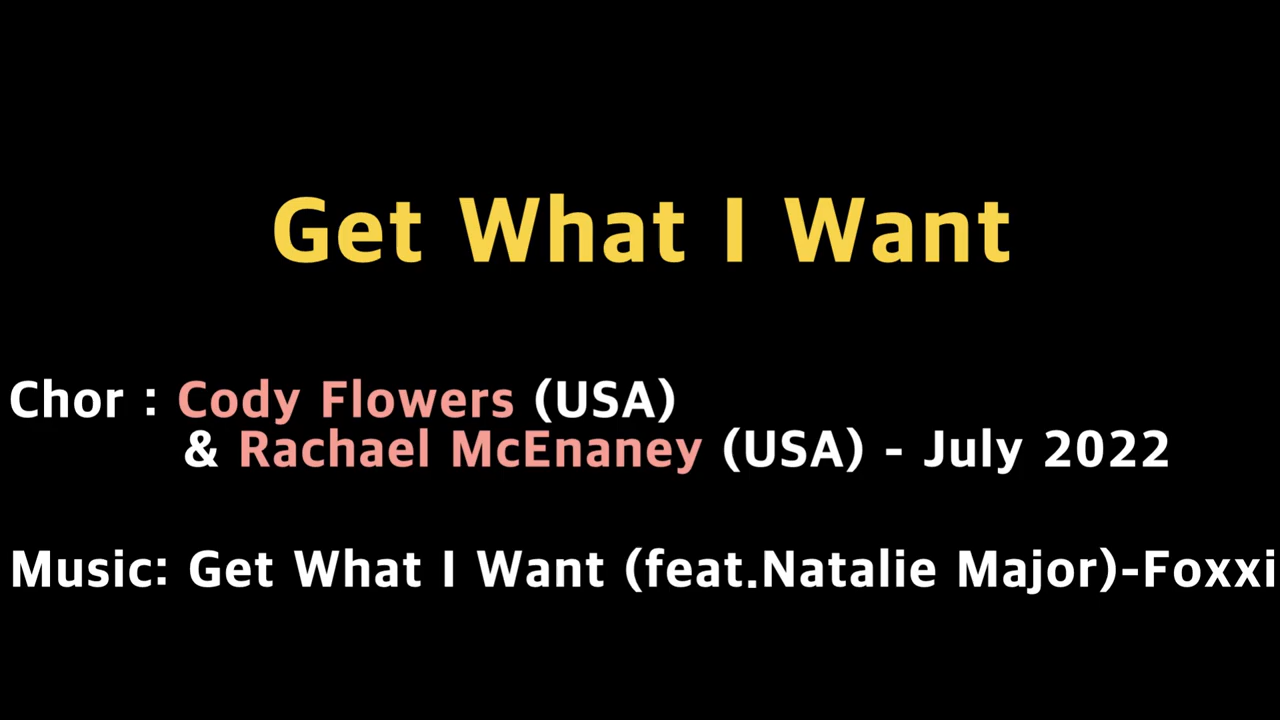 Get What I Want
Chor : Cody Flowers (USA)
& Rachael McEnaney (USA) - July 2022
Music: Get What I Want (feat.Natalie Major)-Foxxi